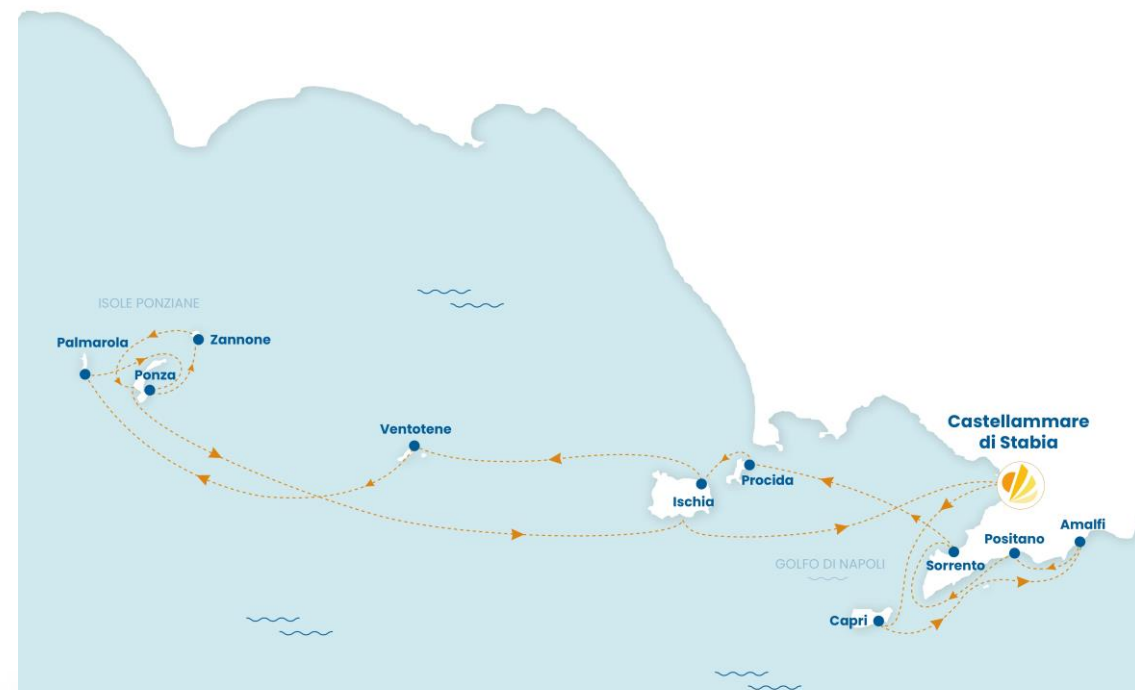 ISOLE PONZIANE
Palmarola
Zannone
Ponza
Ventotene
Castellammare
di Stabia
Procida
Ischia
Amalfi
Positano
Sorrento
GOLFO DI NAPOLI
Capri